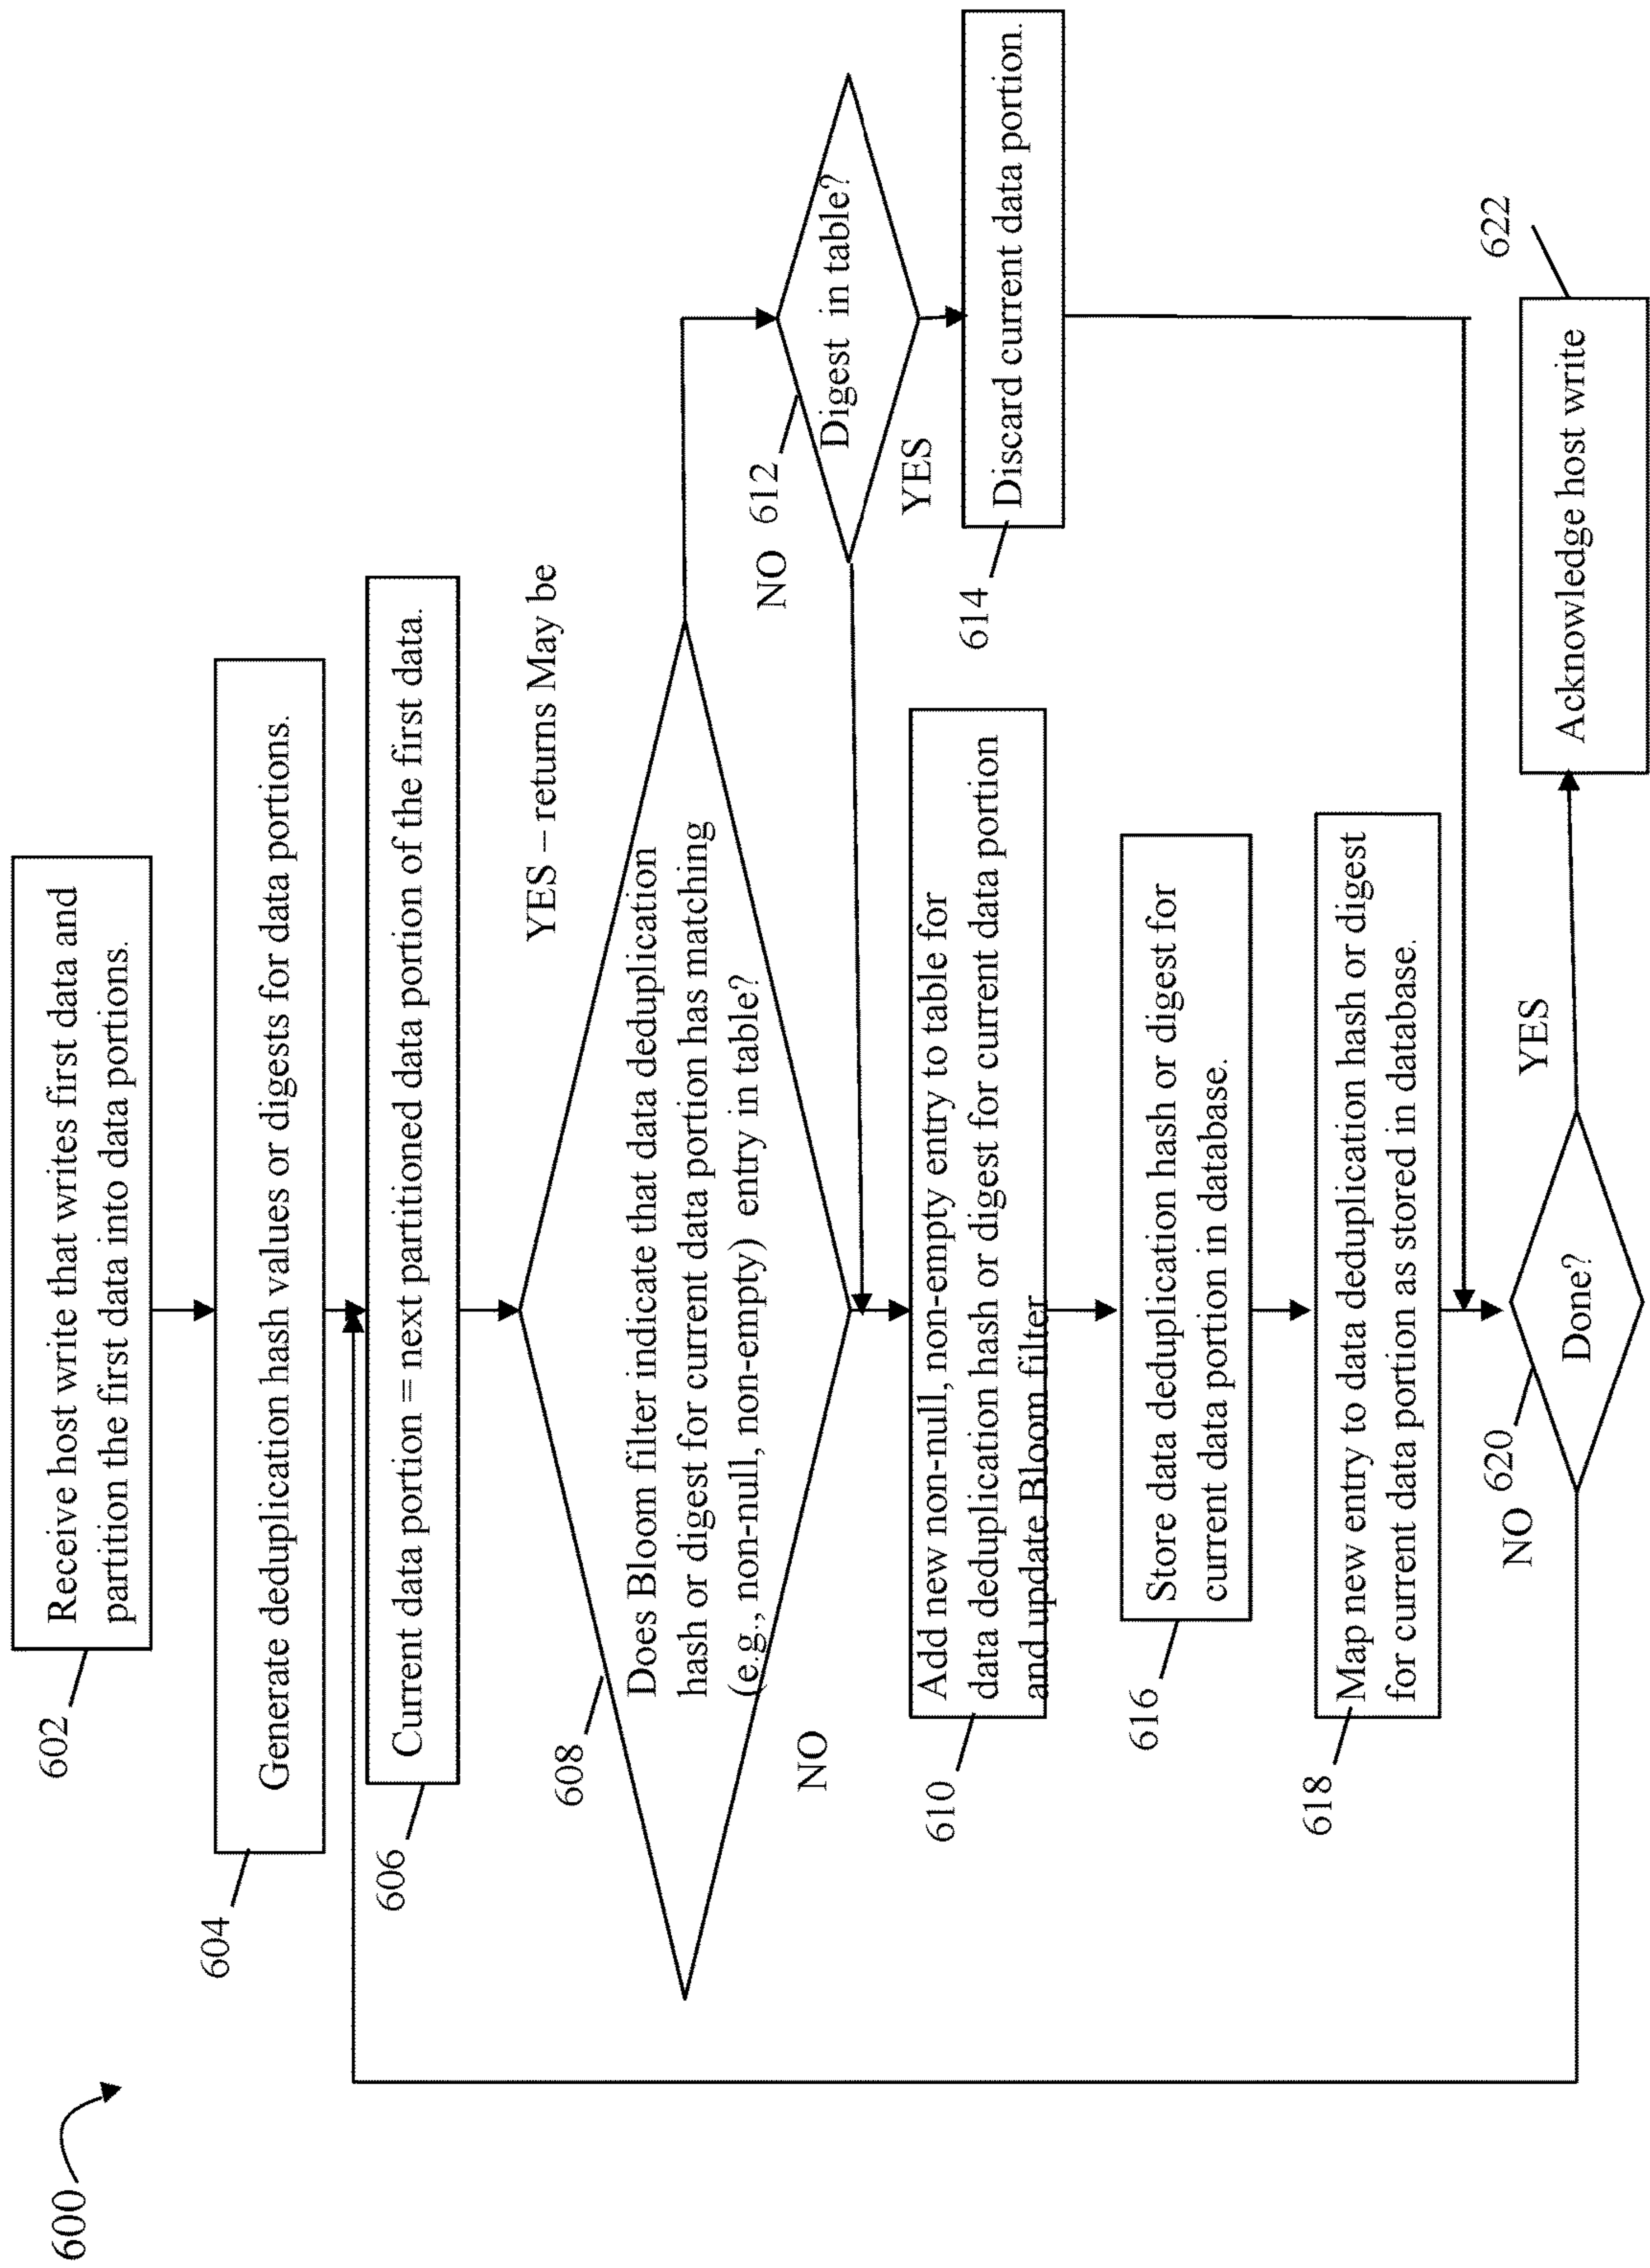 600
602
Receive host write that writes first data and
partition the first data into data portions.
604
Generate deduplication hash values or digests for data portions.
606
Current data portion = next partitioned data portion of the first data.
YES – returns May be
608
Does Bloom filter indicate that data deduplication
hash or digest for current data portion has matching
(e.g., non-null, non-empty) entry in table?
NO
NO 612
Digest in table?
YES
610
Add new non-null, non-empty entry to table for
data deduplication hash or digest for current data portion
and update Bloom filter
614
Discard current data portion.
616
Store data deduplication hash or digest for
current data portion in database.
618
Map new entry to data deduplication hash or digest
for current data portion as stored in database.
NO 620
Done?
YES
622
Acknowledge host write